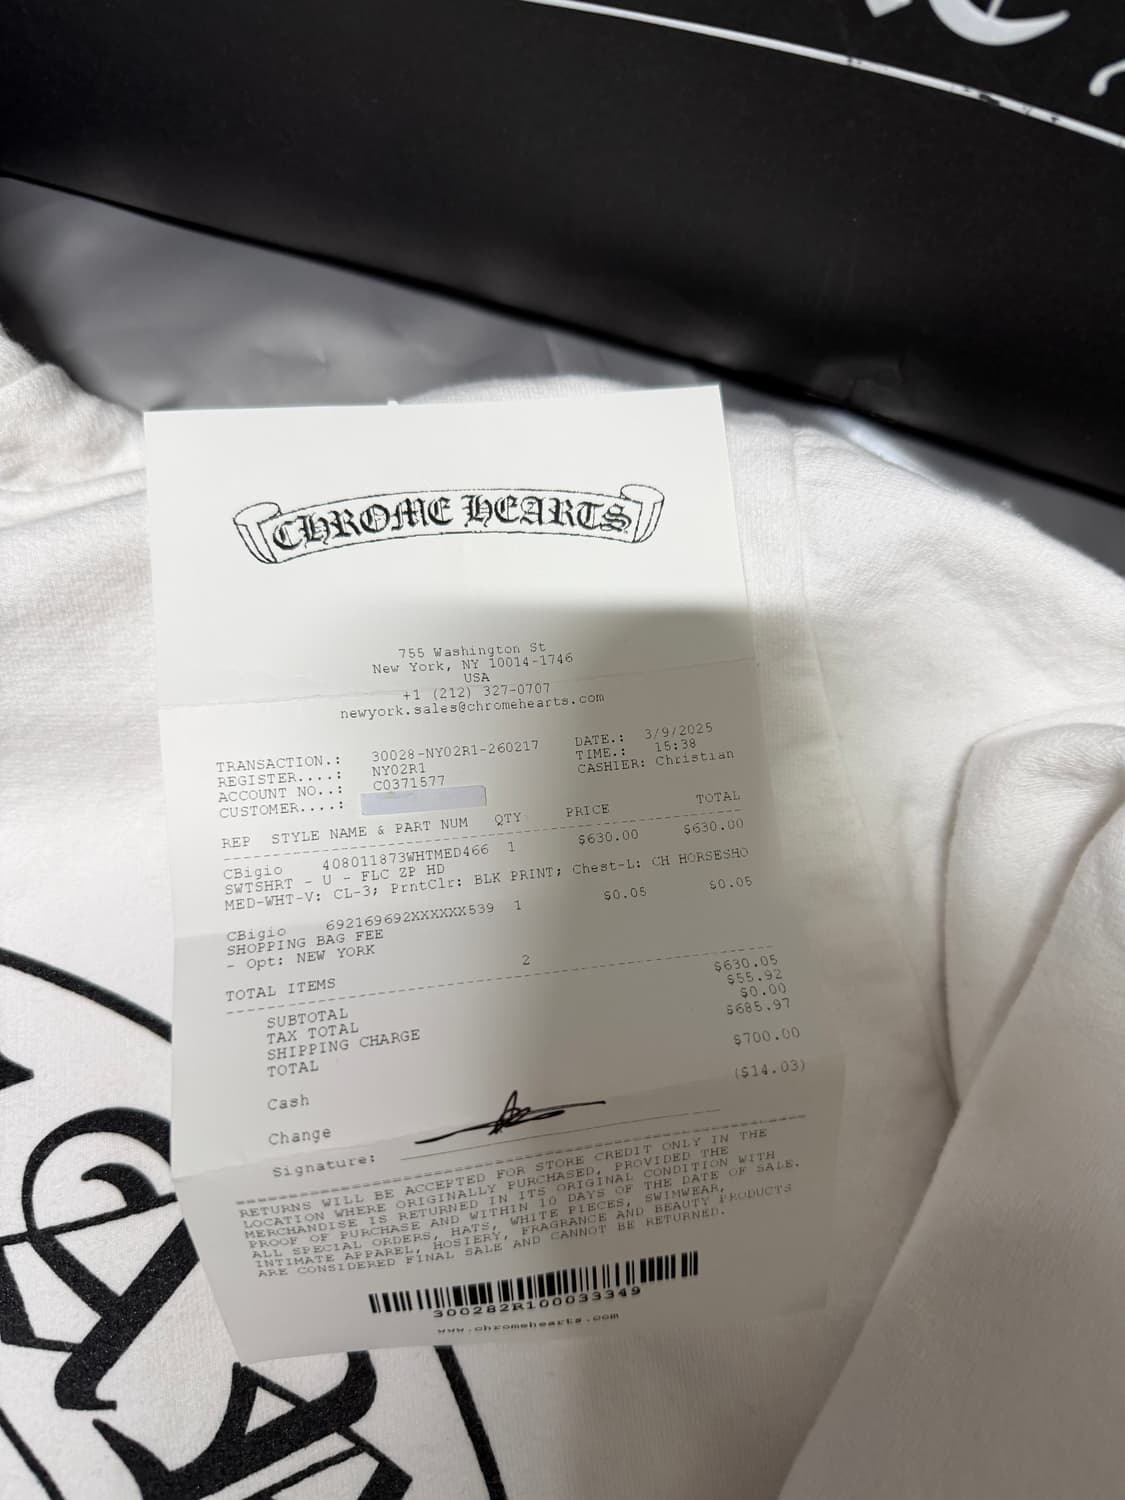 CHROME HEARTS
755 Washington St
New York, NY 10014-1746
USA
+1 (212) 327-0707
newyork.sales@chromehearts.com
TRANSACTION.: 30028-NY02R1-260217 DATE.: 3/9/2025
REGISTER....: NY02R1 TIME.: 15:38
ACCOUNT NO..: C0371577 CASHIER: Christian
CUSTOMER....:
REP STYLE NAME & PART NUM QTY PRICE TOTAL
CBigio 408011873WHTMED466 1 $630.00 $630.00
SWTSHRT - U - FLC ZP HD
MED-WHT-V: CL-3; PrntClr: BLK PRINT; Chest-L: CH HORSESHO
CBigio 692169692XXXXXX539 1 $0.05 $0.05
SHOPPING BAG FEE
- Opt: NEW YORK
TOTAL ITEMS 2
SUBTOTAL $630.05
TAX TOTAL $55.92
SHIPPING CHARGE $0.00
TOTAL $685.97
Cash $700.00
Change ($14.03)
Signature:
RETURNS WILL BE ACCEPTED FOR STORE CREDIT ONLY IN THE
LOCATION WHERE ORIGINALLY PURCHASED, PROVIDED THE
MERCHANDISE IS RETURNED IN ITS ORIGINAL CONDITION WITH
PROOF OF PURCHASE AND WITHIN 10 DAYS OF THE DATE OF SALE.
ALL SPECIAL ORDERS, HATS, WHITE PIECES, SWIMWEAR,
INTIMATE APPAREL, HOSIERY, FRAGRANCE AND BEAUTY PRODUCTS
ARE CONSIDERED FINAL SALE AND CANNOT BE RETURNED.
300282R100033349
www.chromehearts.com